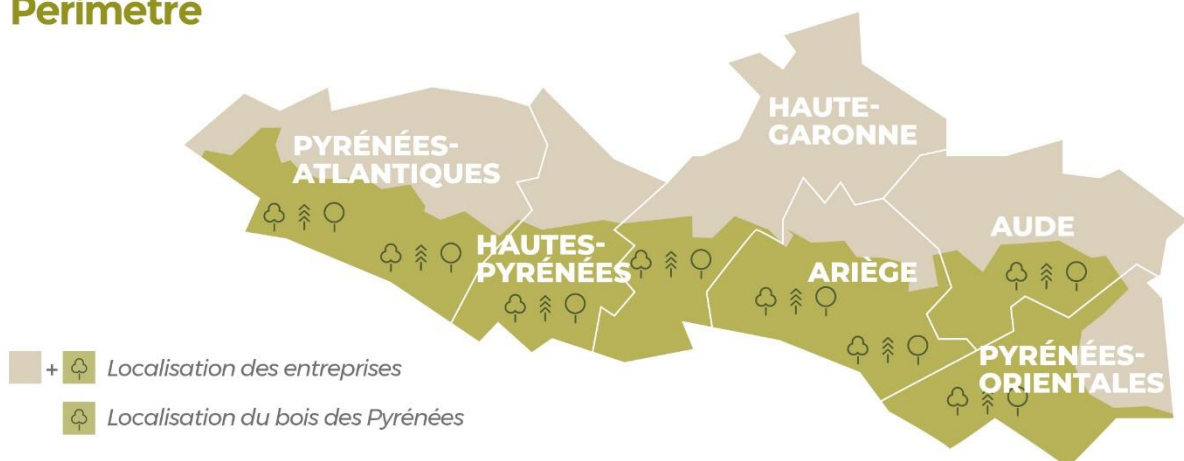 Périmètre
HAUTE-
GARONNE
PYRÉNÉES-
ATLANTIQUES
AUDE
HAUTES-
PYRÉNÉES
ARIÈGE
PYRÉNÉES-
ORIENTALES
+ Localisation des entreprises
Localisation du bois des Pyrénées